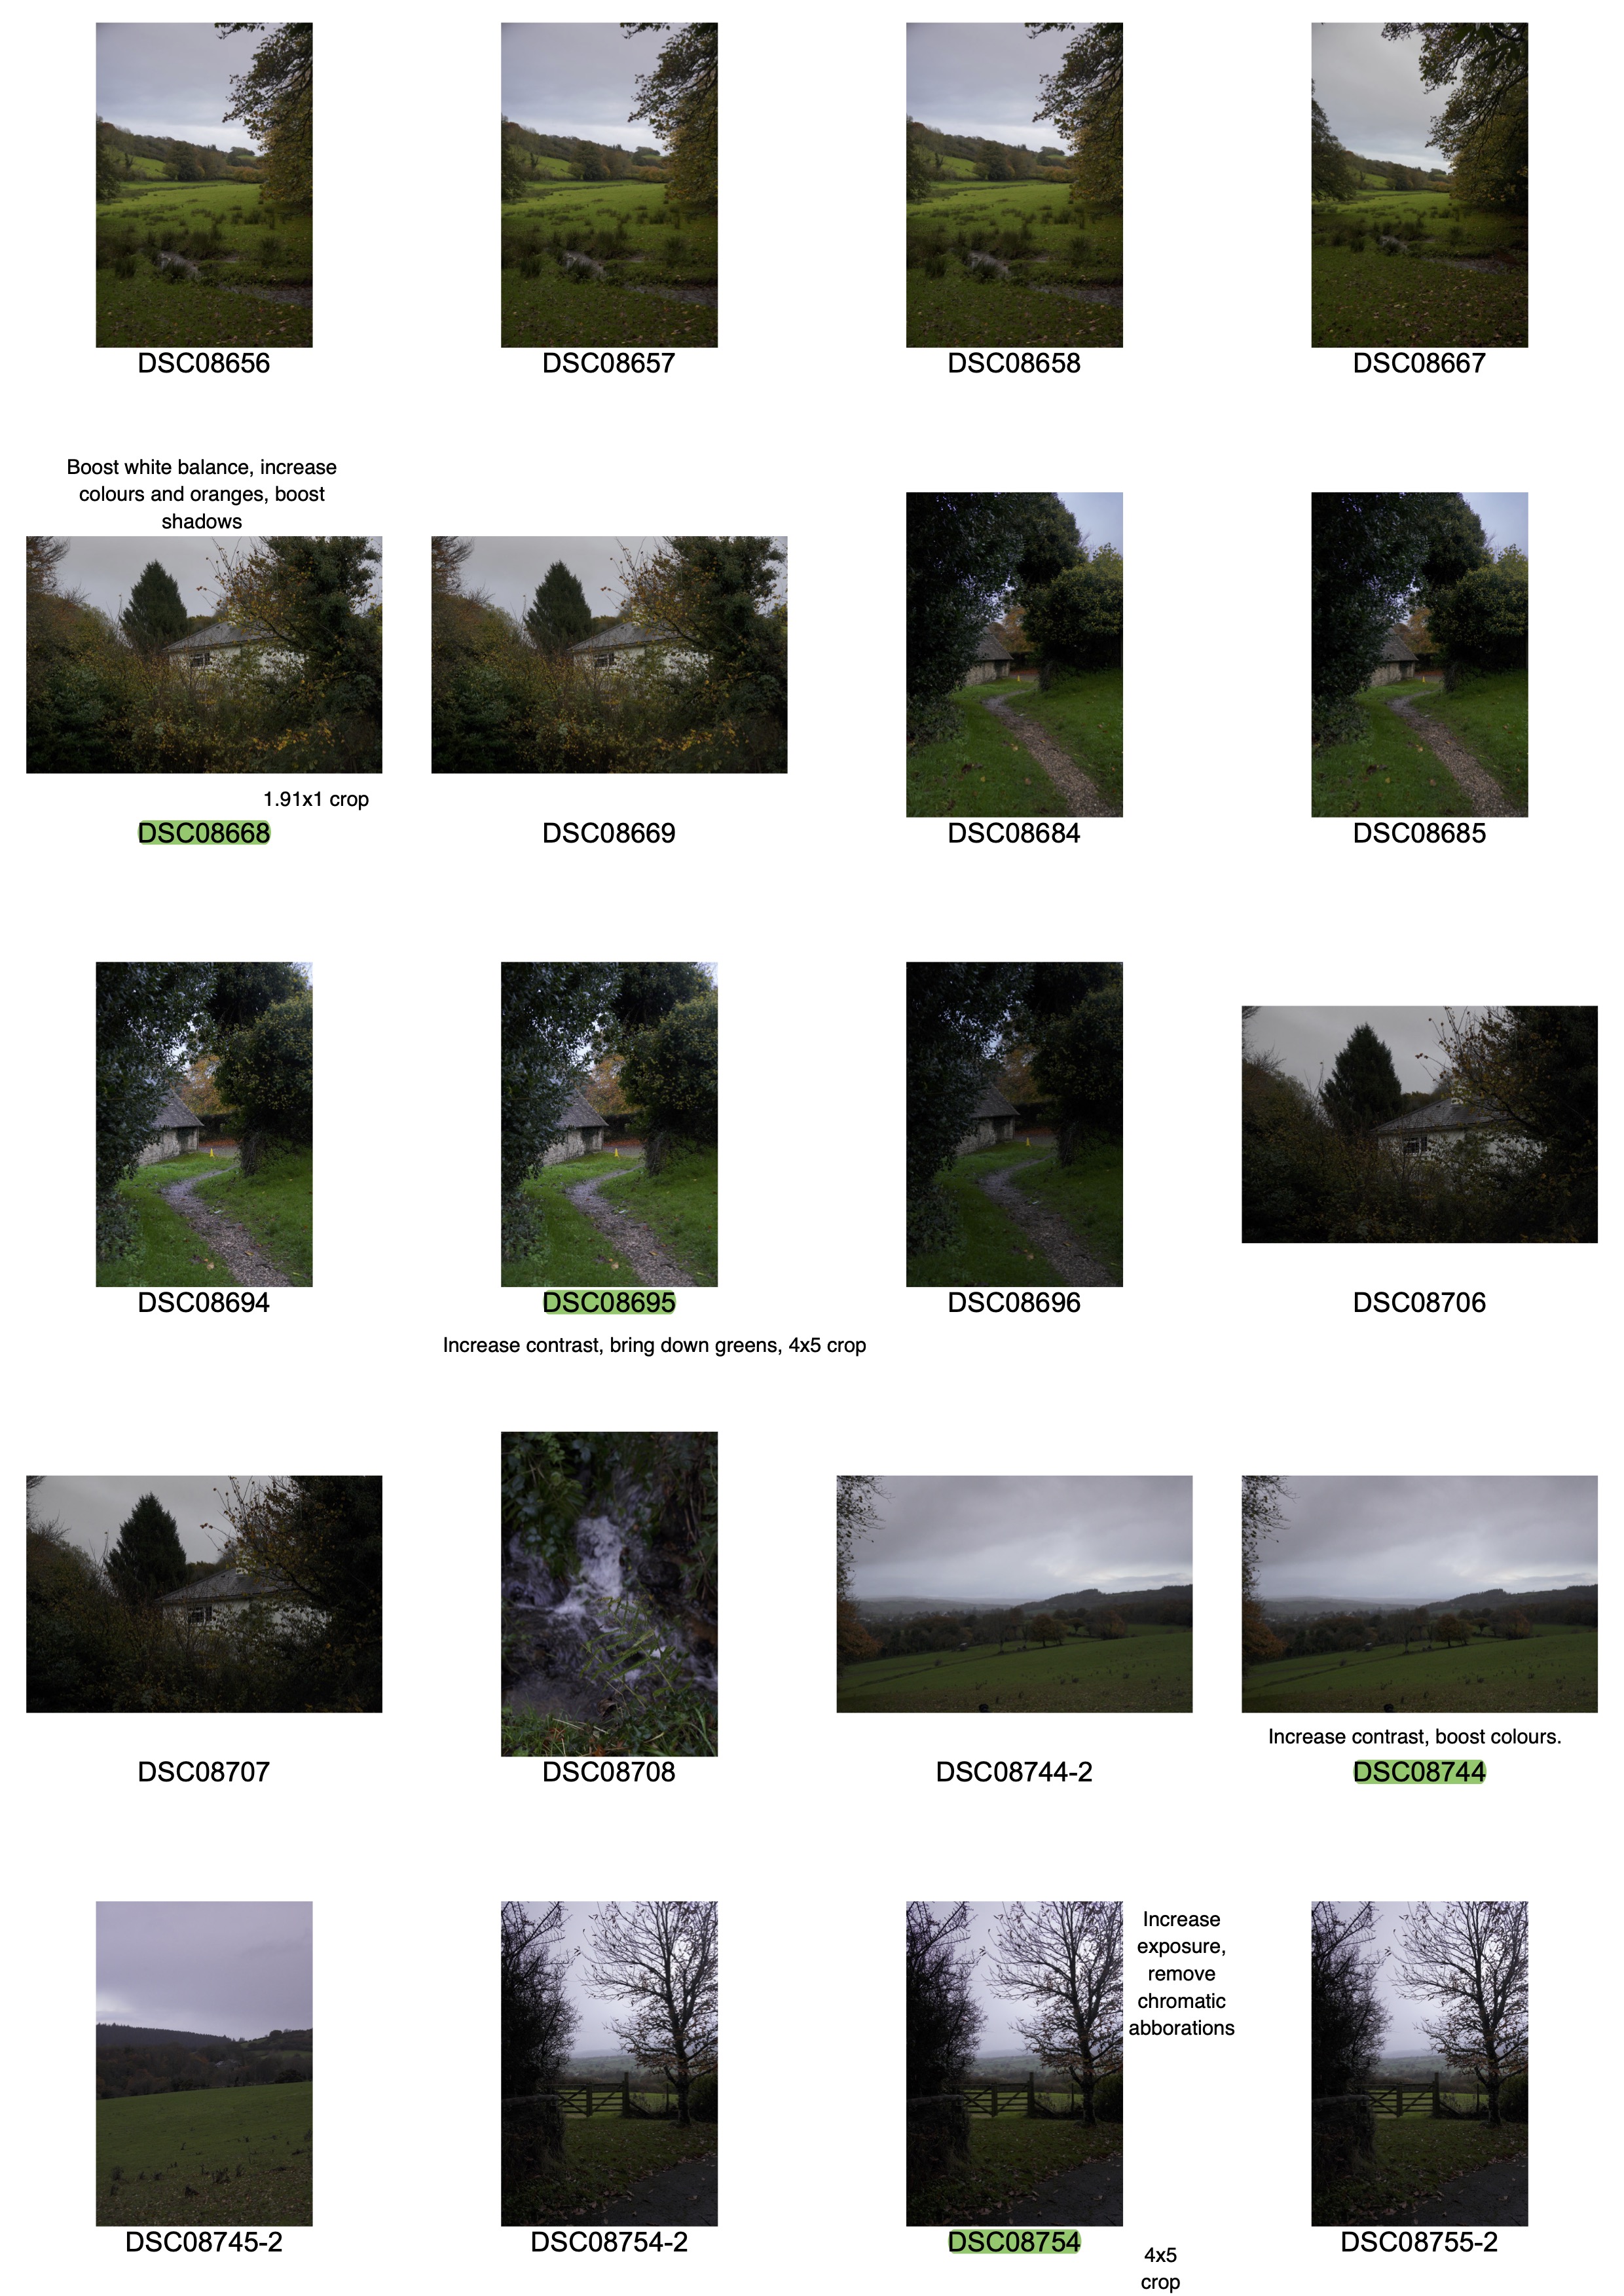 DSC08656
DSC08657
DSC08658
DSC08667
Boost white balance, increase
colours and oranges, boost
shadows
1.91x1 crop
DSC08668
DSC08669
DSC08684
DSC08685
DSC08694
DSC08695
DSC08696
DSC08706
Increase contrast, bring down greens, 4x5 crop
DSC08707
DSC08708
DSC08744-2
Increase contrast, boost colours.
DSC08744
Increase
exposure,
remove
chromatic
abborations
DSC08745-2
DSC08754-2
DSC08754
4x5
crop
DSC08755-2